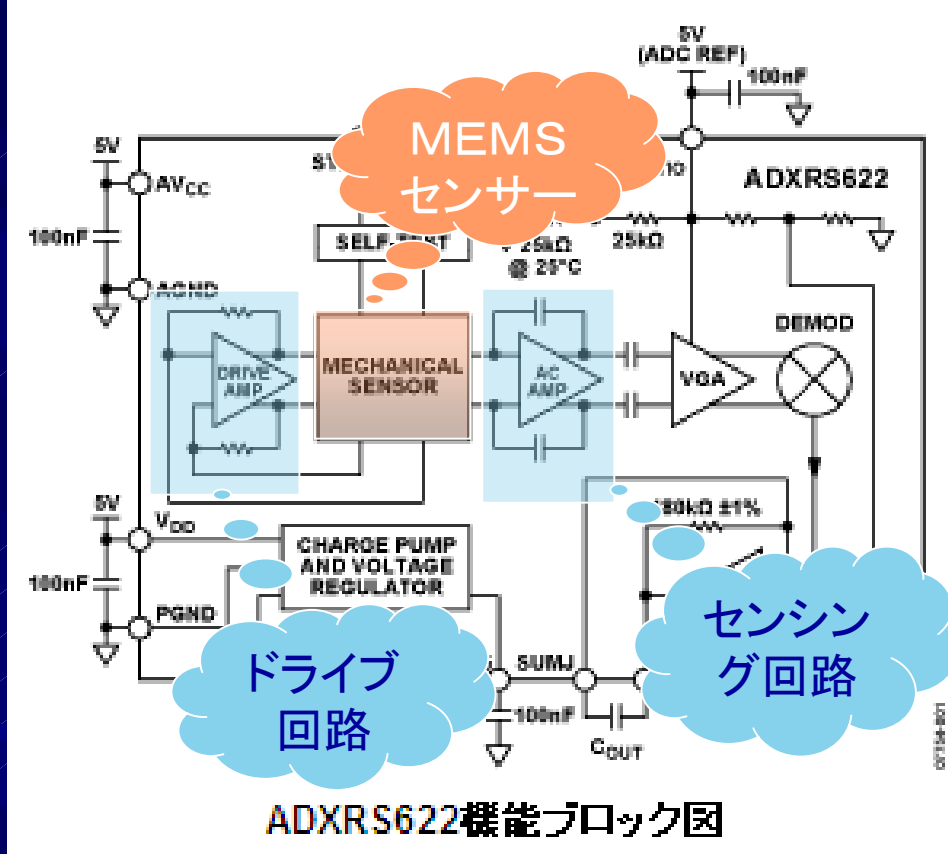 5V
(ADC REF)
100nF
MEMS
センサー
5V
AVCC
100nF
AGND
ADXRS622
SELF-TEST
25kΩ
@ 25°C
25kΩ
DEMOD
DRIVE
AMP
MECHANICAL
SENSOR
AC
AMP
VGA
5V
VDD
100nF
PGND
CHARGE PUMP
AND VOLTAGE
REGULATOR
80kΩ ±1%
ドライブ
回路
センシン
グ回路
SUMJ
100nF
COUT
ADXRS622機能ブロック図